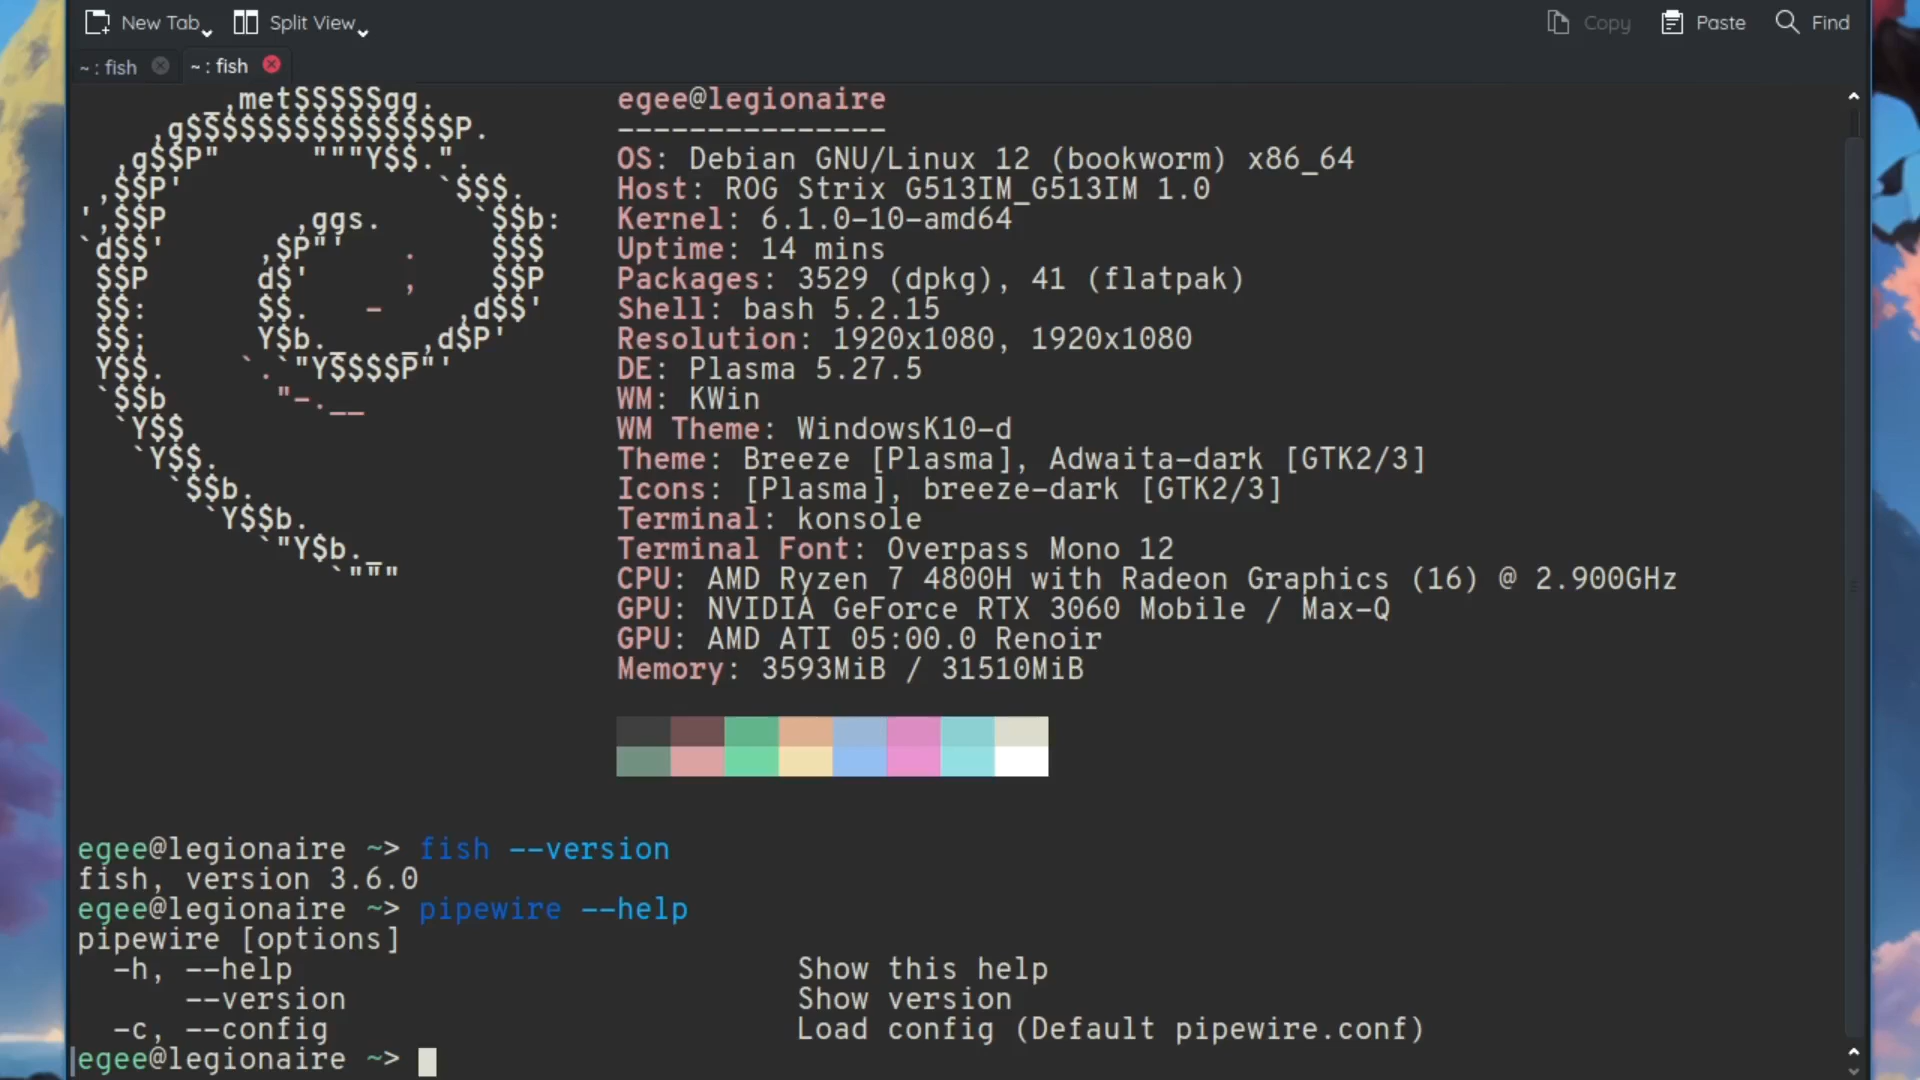 New Tab Split View Copy Paste Find
~ : fish ~ : fish
_,met$$$$$gg.
,g$$$$$$$$$$$$$$$P.
,g$$P" """Y$$.".
,$$P' `$$$.
',$$P ,ggs. `$$b:
`d$$' ,$P"' . $$$
$$P d$' , $$P
$$: $$. - ,d$$'
$$; Y$b._ _,d$P'
Y$$. `.`"Y$$$$P"'
`$$b "-.__
`Y$$
`Y$$.
`$$b.
`Y$$b.
`"Y$b._
`"""
egee@legionaire
---------------
OS: Debian GNU/Linux 12 (bookworm) x86_64
Host: ROG Strix G513IM_G513IM 1.0
Kernel: 6.1.0-10-amd64
Uptime: 14 mins
Packages: 3529 (dpkg), 41 (flatpak)
Shell: bash 5.2.15
Resolution: 1920x1080, 1920x1080
DE: Plasma 5.27.5
WM: KWin
WM Theme: WindowsK10-d
Theme: Breeze [Plasma], Adwaita-dark [GTK2/3]
Icons: [Plasma], breeze-dark [GTK2/3]
Terminal: konsole
Terminal Font: Overpass Mono 12
CPU: AMD Ryzen 7 4800H with Radeon Graphics (16) @ 2.900GHz
GPU: NVIDIA GeForce RTX 3060 Mobile / Max-Q
GPU: AMD ATI 05:00.0 Renoir
Memory: 3593MiB / 31510MiB
egee@legionaire ~> fish --version
fish, version 3.6.0
egee@legionaire ~> pipewire --help
pipewire [options]
-h, --help Show this help
--version Show version
-c, --config Load config (Default pipewire.conf)
egee@legionaire ~>